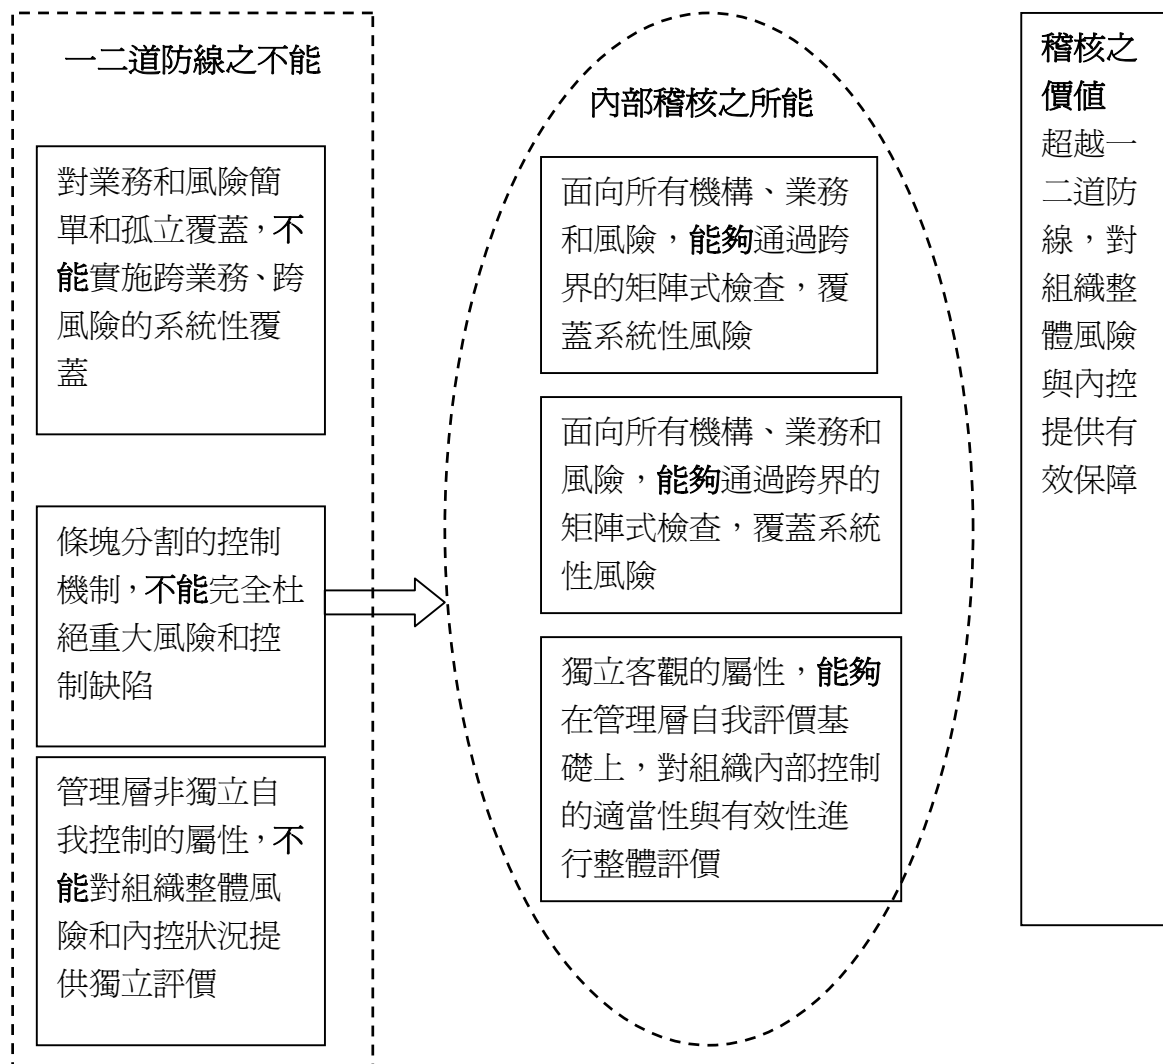 一二道防線之不能
對業務和風險簡
單和孤立覆蓋，不
能實施跨業務、跨
風險的系統性覆
蓋
條塊分割的控制
機制，不能完全杜
絕重大風險和控
制缺陷
管理層非獨立自
我控制的屬性，不
能對組織整體風
險和內控狀況提
供獨立評價
內部稽核之所能
面向所有機構、業務
和風險，能夠通過跨
界的矩陣式檢查，覆
蓋系統性風險
面向所有機構、業務和
風險，能夠通過跨界的
矩陣式檢查，覆蓋系統
性風險
獨立客觀的屬性，能夠
在管理層自我評價基
礎上，對組織內部控制
的適當性與有效性進
行整體評價
稽核之
價值
超越一
二道防
線，對
組織整
體風險
與內控
提供有
效保障